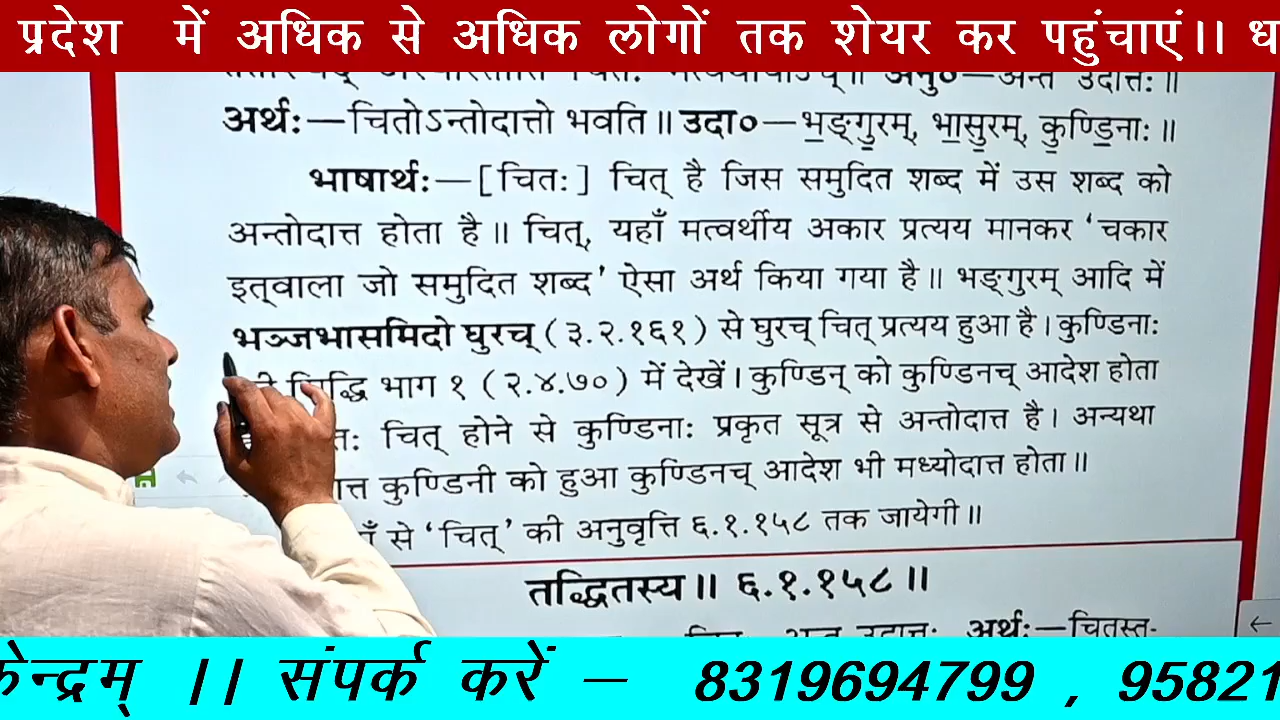 प्रदेश में अधिक से अधिक लोगों तक शेयर कर पहुंचाएं।। ध
अनु०—अन्त उदात्तः॥
अर्थः—चितोऽन्तोदात्तो भवति॥ उदा०—भ॒ङ्गु॒रम्, भा॒सु॒रम्, कु॒ण्डि॒नाः॥
भाषार्थः—[चितः] चित् है जिस समुदित शब्द में उस शब्द को
अन्तोदात्त होता है॥ चित्, यहाँ मत्वर्थीय अकार प्रत्यय मानकर ‘चकार
इत्‌वाला जो समुदित शब्द’ ऐसा अर्थ किया गया है॥ भङ्गुरम् आदि में
भञ्जभासमिदो घुरच् (३.२.१६१) से घुरच् चित् प्रत्यय हुआ है। कुण्डिनाः
भाग १ (२.४.७०) में देखें। कुण्डिन् को कुण्डिनच् आदेश होता
चित् होने से कुण्डिनाः प्रकृत सूत्र से अन्तोदात्त है। अन्यथा
कुण्डिनी को हुआ कुण्डिनच् आदेश भी मध्योदात्त होता॥
से ‘चित्’ की अनुवृत्ति ६.१.१५८ तक जायेगी॥
तद्धितस्य॥ ६.१.१५८॥
अर्थः—चितस्त-
केन्द्रम् ।। संपर्क करें – 8319694799 , 95821